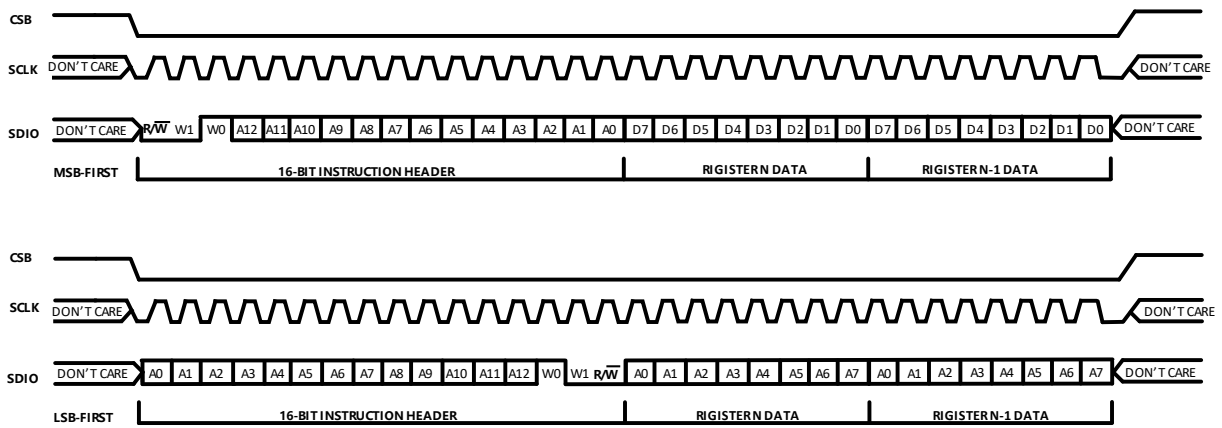 CSB
SCLK DON'T CARE DON'T CARE
SDIO DON'T CARE R/W W1 W0 A12 A11 A10 A9 A8 A7 A6 A5 A4 A3 A2 A1 A0 D7 D6 D5 D4 D3 D2 D1 D0 D7 D6 D5 D4 D3 D2 D1 D0 DON'T CARE
MSB-FIRST 16-BIT INSTRUCTION HEADER RIGISTER N DATA RIGISTER N-1 DATA
CSB
SCLK DON'T CARE DON'T CARE
SDIO DON'T CARE A0 A1 A2 A3 A4 A5 A6 A7 A8 A9 A10 A11 A12 W0 W1 R/W A0 A1 A2 A3 A4 A5 A6 A7 A0 A1 A2 A3 A4 A5 A6 A7 DON'T CARE
LSB-FIRST 16-BIT INSTRUCTION HEADER RIGISTER N DATA RIGISTER N-1 DATA